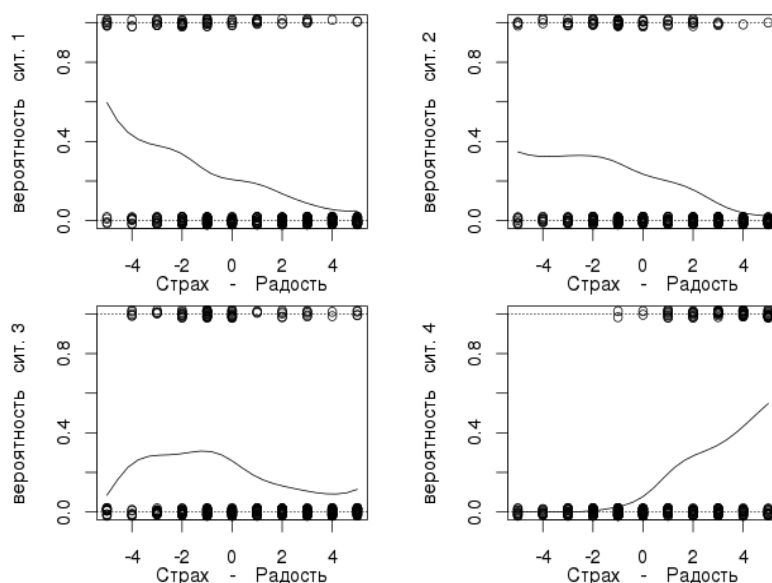 вероятность сит. 1
0.0 0.4 0.8
-4 -2 0 2 4
Страх - Радость
вероятность сит. 2
0.0 0.4 0.8
-4 -2 0 2 4
Страх - Радость
вероятность сит. 3
0.0 0.4 0.8
-4 -2 0 2 4
Страх - Радость
вероятность сит. 4
0.0 0.4 0.8
-4 -2 0 2 4
Страх - Радость